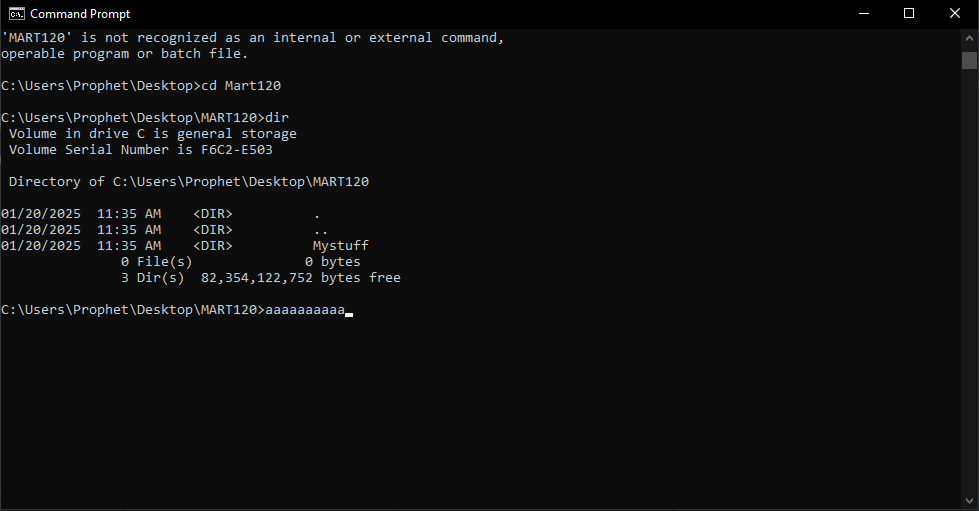 Command Prompt
'MART120' is not recognized as an internal or external command,
operable program or batch file.
C:\Users\Prophet\Desktop>cd Mart120
C:\Users\Prophet\Desktop\MART120>dir
 Volume in drive C is general storage
 Volume Serial Number is F6C2-E503
 Directory of C:\Users\Prophet\Desktop\MART120
01/20/2025  11:35 AM    <DIR>          .
01/20/2025  11:35 AM    <DIR>          ..
01/20/2025  11:35 AM    <DIR>          Mystuff
               0 File(s)              0 bytes
               3 Dir(s)  82,354,122,752 bytes free
C:\Users\Prophet\Desktop\MART120>aaaaaaaaaa